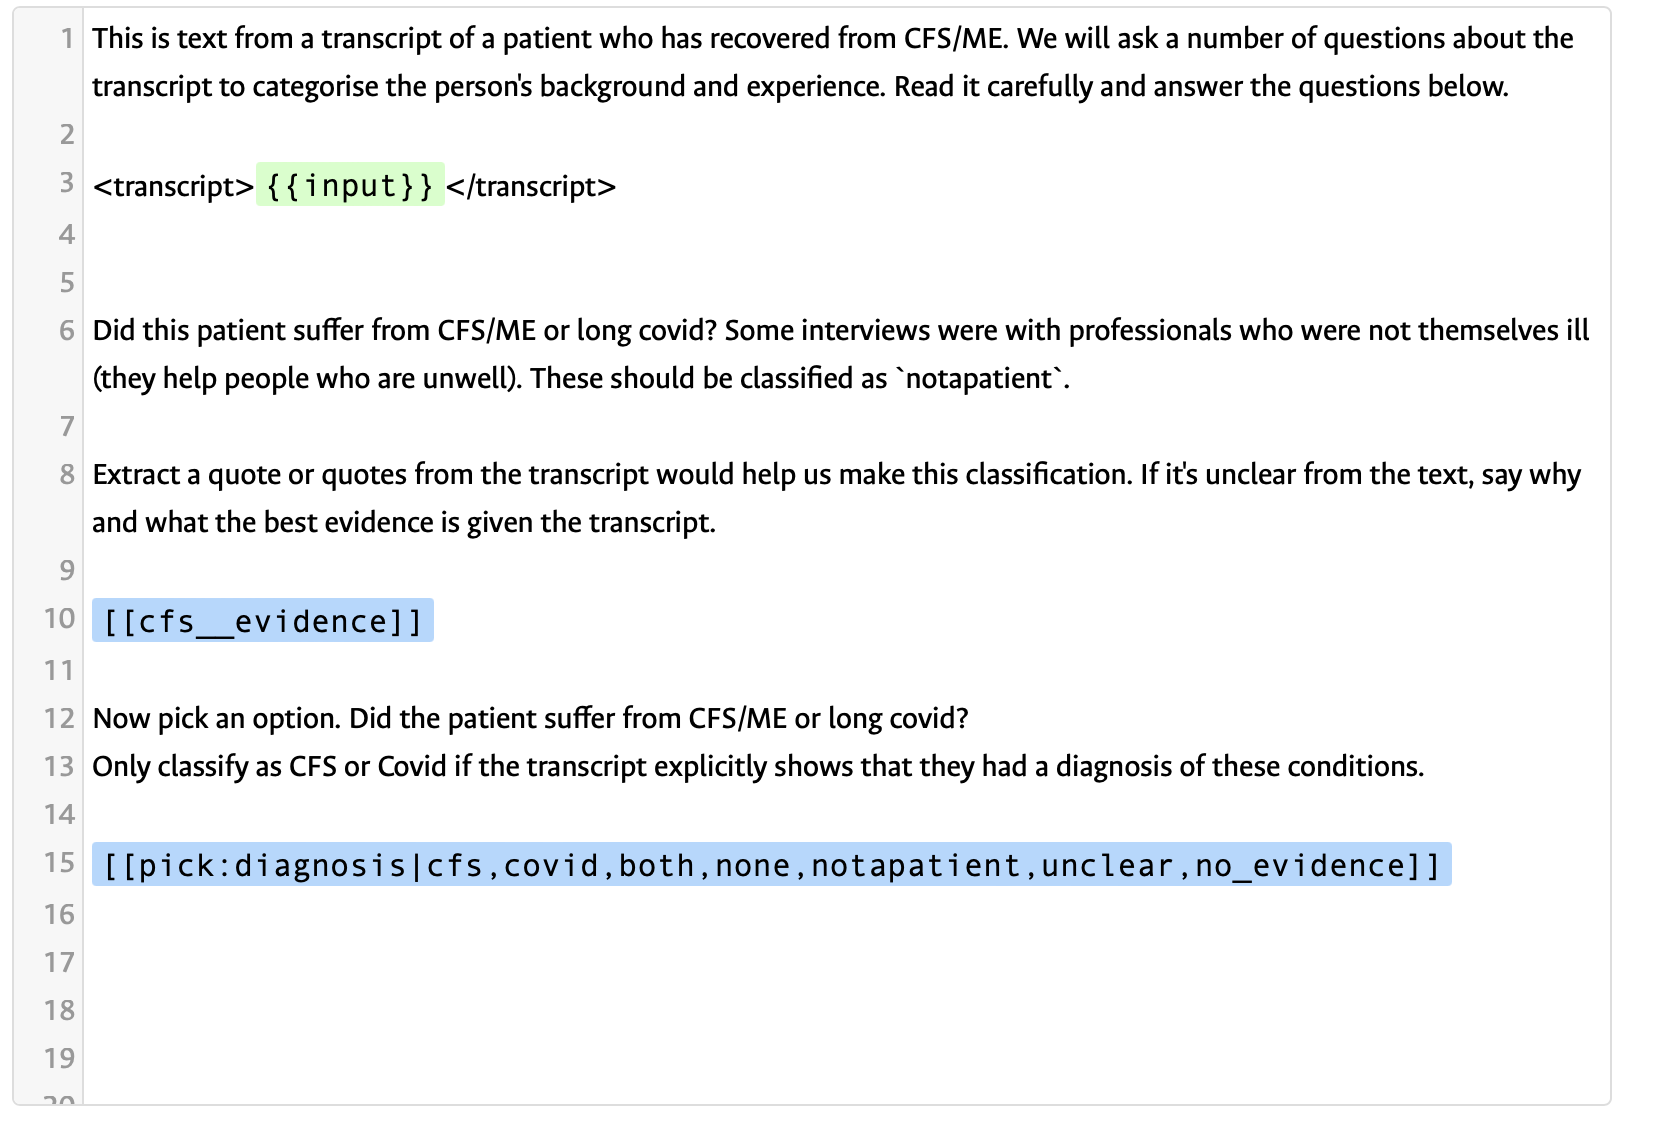 1 This is text from a transcript of a patient who has recovered from CFS/ME. We will ask a number of questions about the
transcript to categorise the person's background and experience. Read it carefully and answer the questions below.
2
3 <transcript> {{input}} </transcript>
4
5
6 Did this patient suffer from CFS/ME or long covid? Some interviews were with professionals who were not themselves ill
(they help people who are unwell). These should be classified as `notapatient`.
7
8 Extract a quote or quotes from the transcript would help us make this classification. If it's unclear from the text, say why
and what the best evidence is given the transcript.
9
10 [[cfs__evidence]]
11
12 Now pick an option. Did the patient suffer from CFS/ME or long covid?
13 Only classify as CFS or Covid if the transcript explicitly shows that they had a diagnosis of these conditions.
14
15 [[pick:diagnosis|cfs,covid,both,none,notapatient,unclear,no_evidence]]
16
17
18
19
20